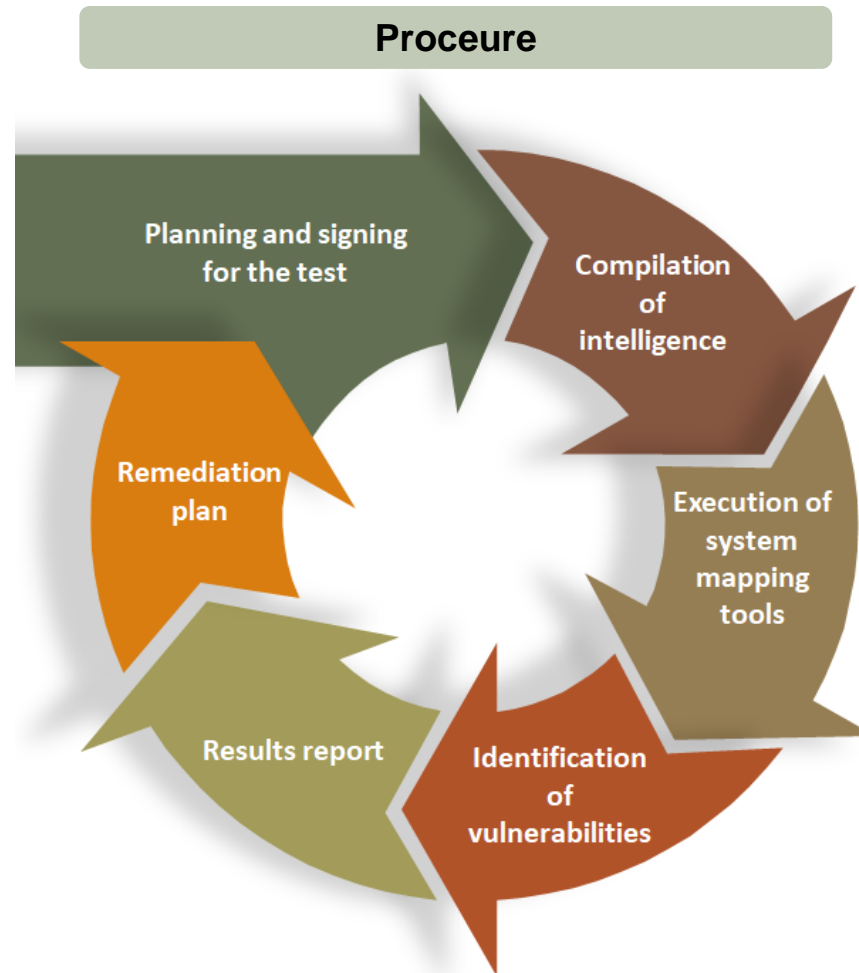 Proceure
Planning and signing
for the test
Compilation
of
intelligence
Execution of
system
mapping
tools
Identification
of
vulnerabilities
Results report
Remediation
plan